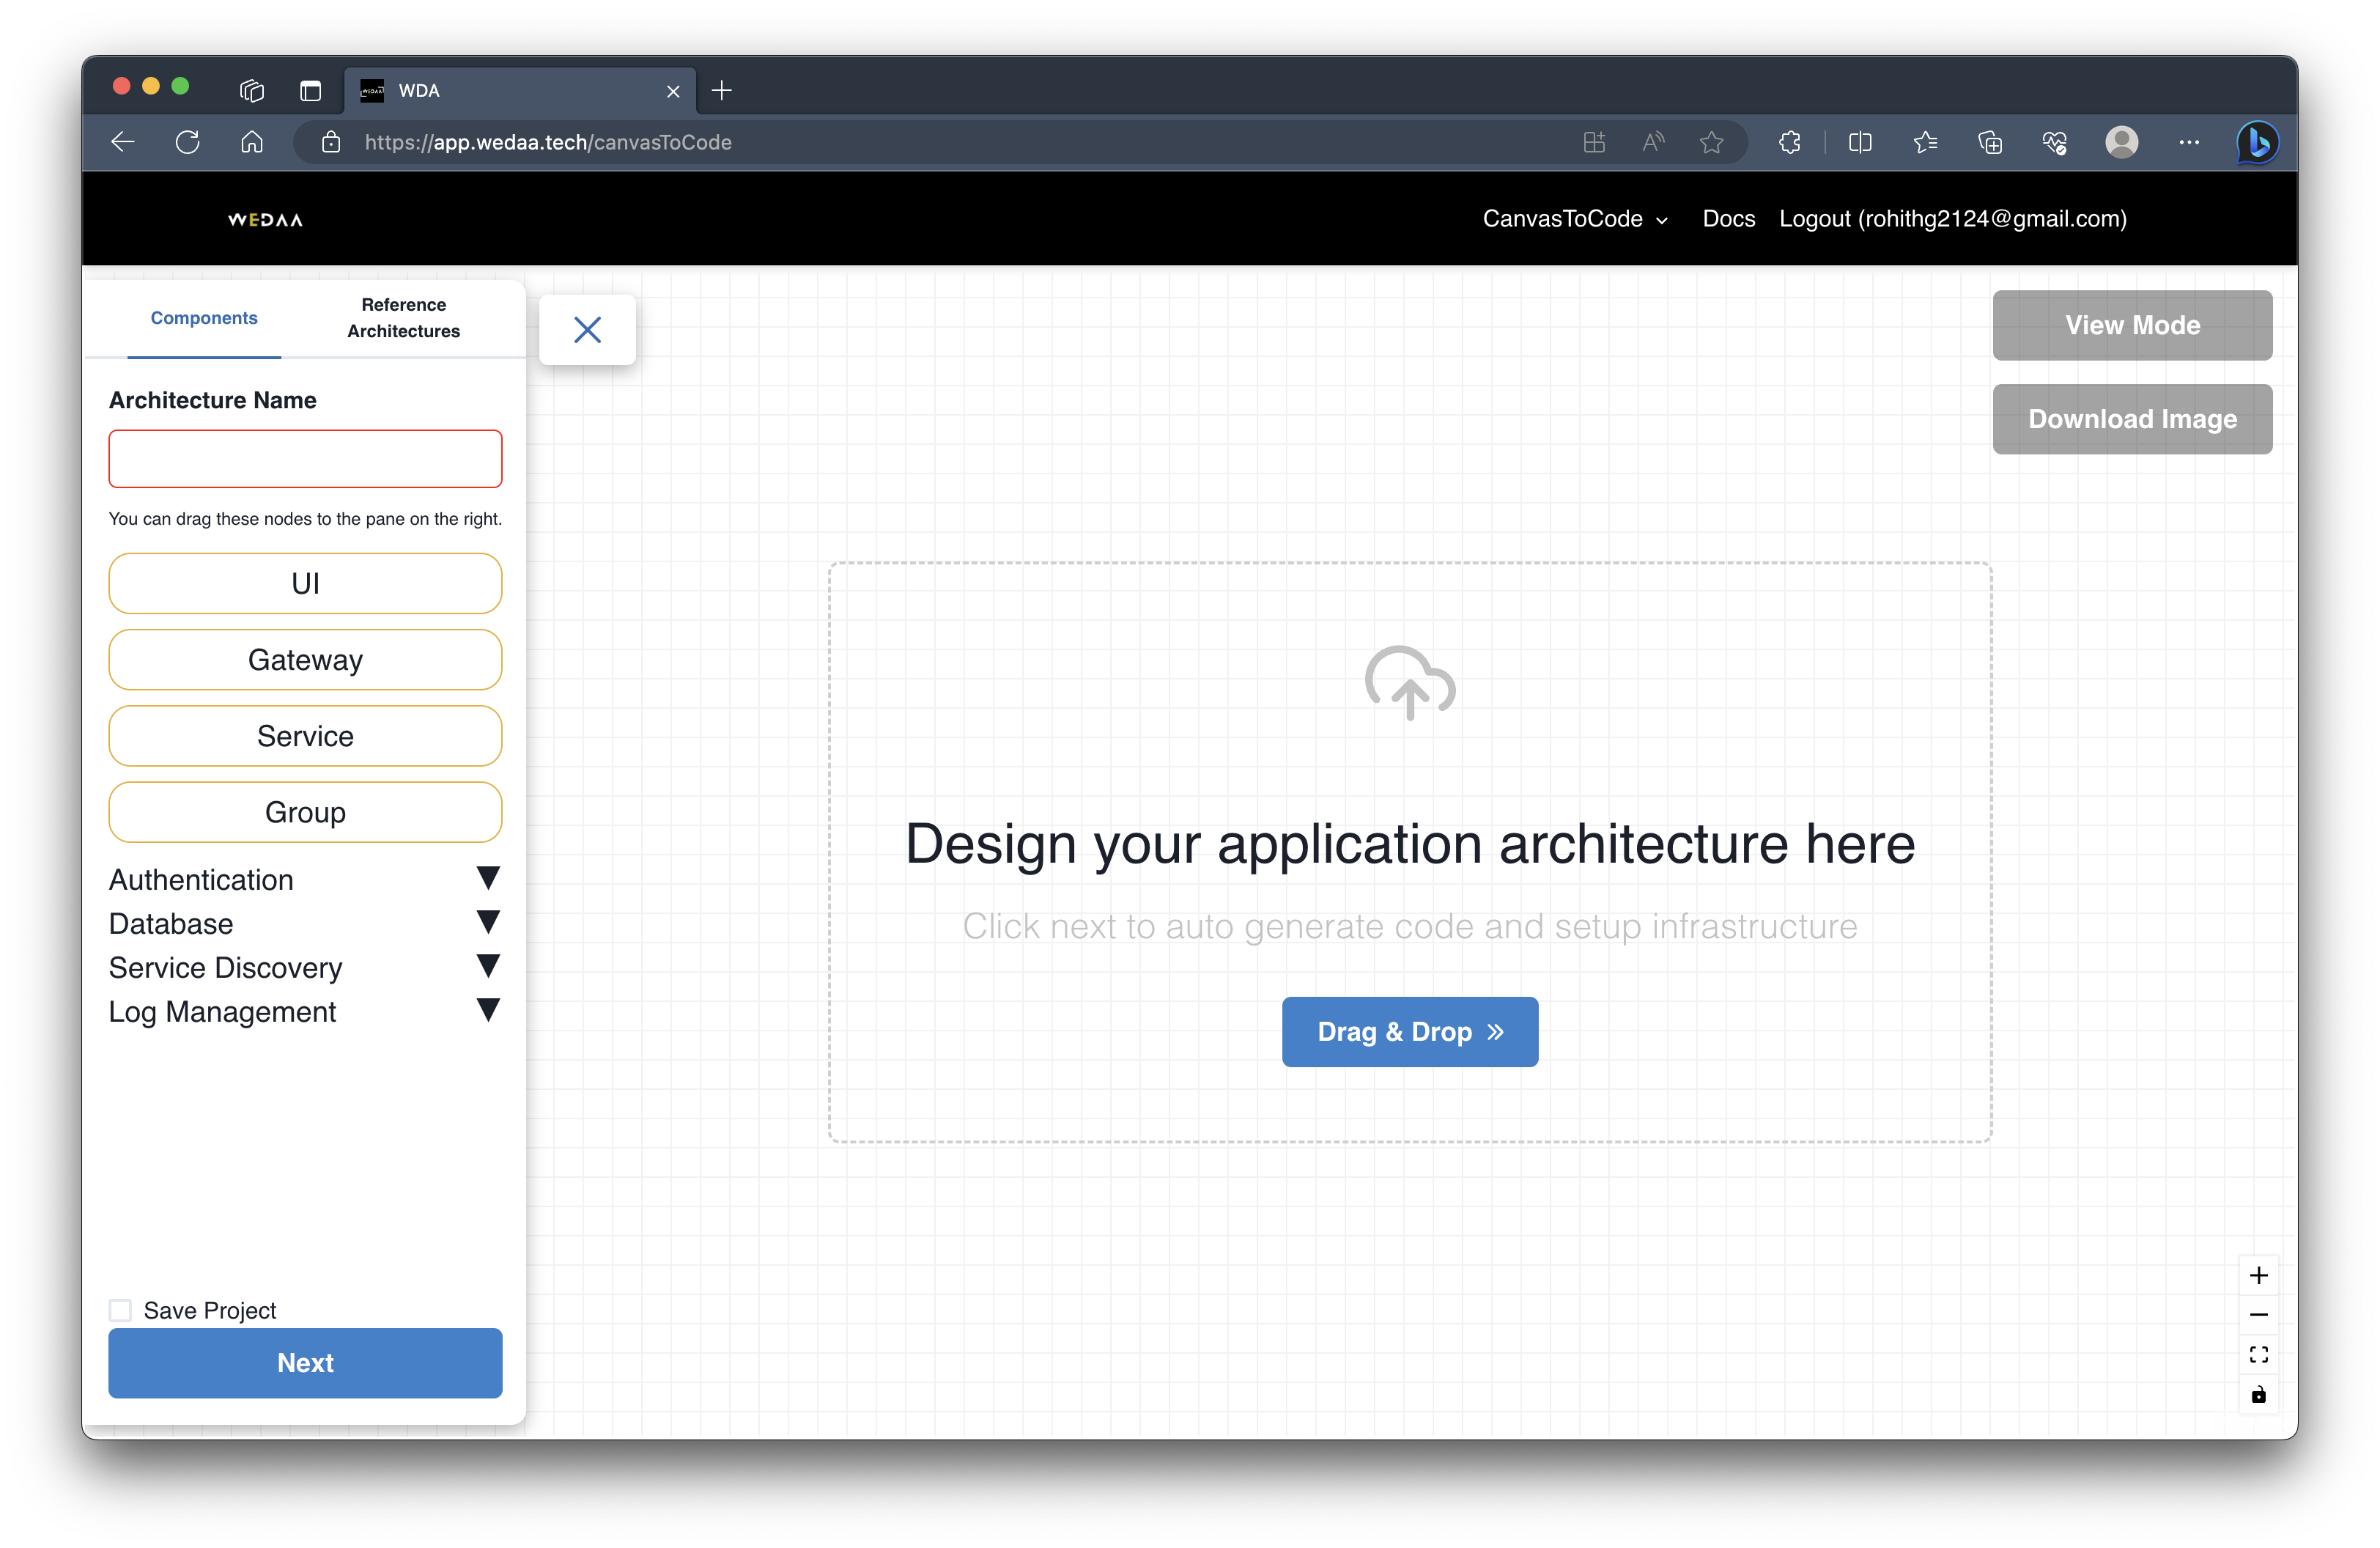 WDA
https://app.wedaa.tech/canvasToCode
WEDAA
CanvasToCode Docs Logout (rohithg2124@gmail.com)
Components
Reference
Architectures
View Mode
Download Image
Architecture Name
You can drag these nodes to the pane on the right.
UI
Gateway
Service
Group
Authentication
Database
Service Discovery
Log Management
Design your application architecture here
Click next to auto generate code and setup infrastructure
Drag & Drop
Save Project
Next